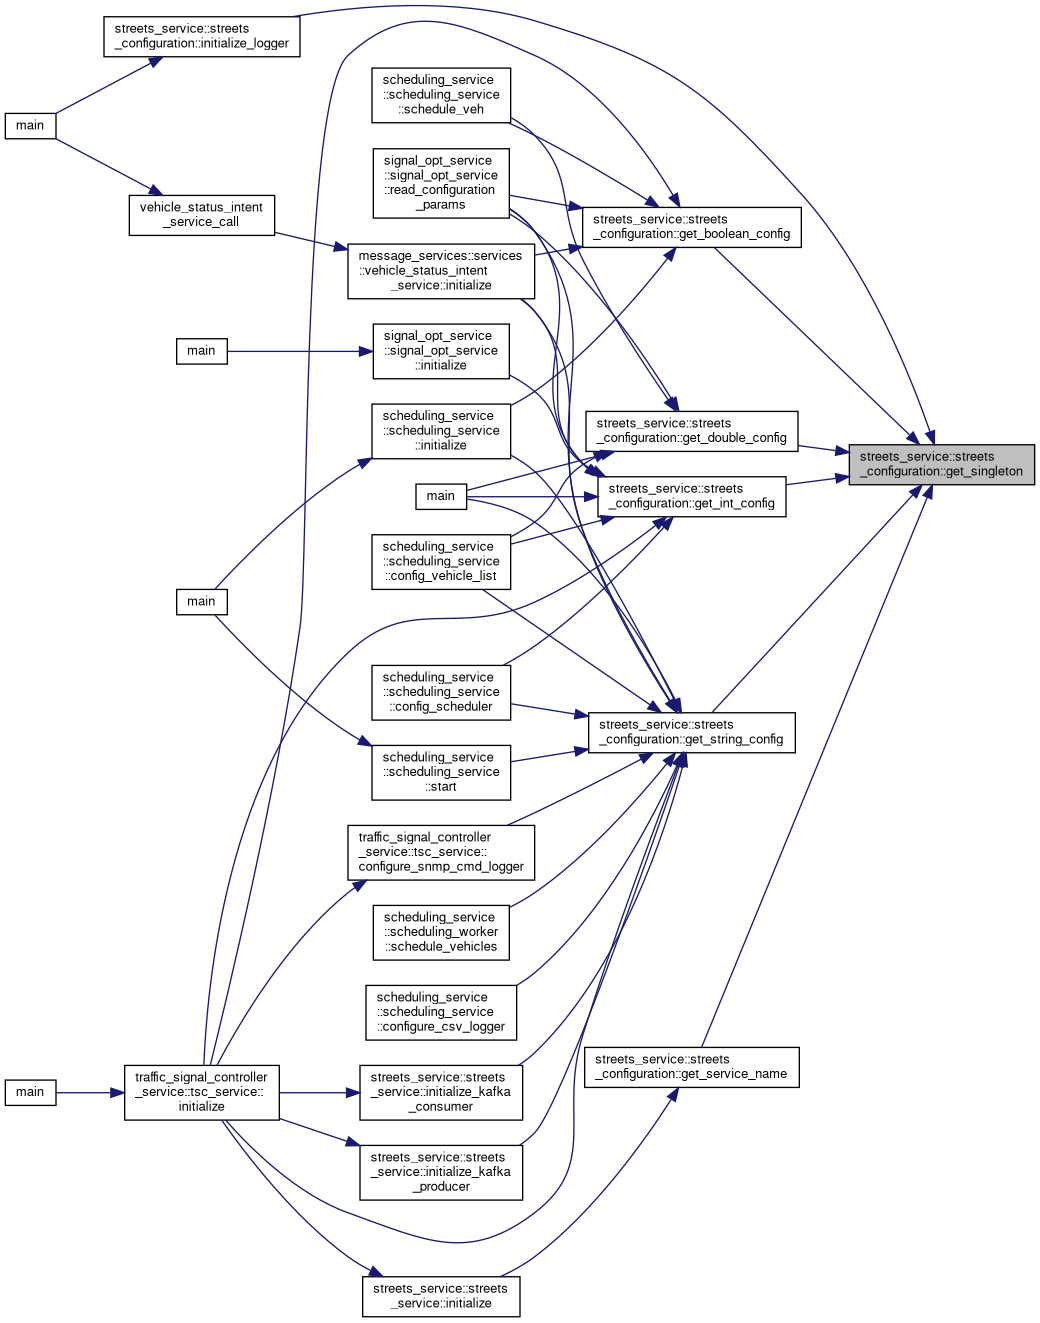 streets_service::streets
_configuration::initialize_logger
scheduling_service
::scheduling_service
::schedule_veh
main
signal_opt_service
::signal_opt_service
::read_configuration
_params
vehicle_status_intent
_service_call
streets_service::streets
_configuration::get_boolean_config
message_services::services
::vehicle_status_intent
_service::initialize
main
signal_opt_service
::signal_opt_service
::initialize
scheduling_service
::scheduling_service
::initialize
streets_service::streets
_configuration::get_double_config
streets_service::streets
_configuration::get_singleton
main
streets_service::streets
_configuration::get_int_config
scheduling_service
::scheduling_service
::config_vehicle_list
main
scheduling_service
::scheduling_service
::config_scheduler
streets_service::streets
_configuration::get_string_config
scheduling_service
::scheduling_service
::start
traffic_signal_controller
_service::tsc_service::
configure_snmp_cmd_logger
scheduling_service
::scheduling_worker
::schedule_vehicles
scheduling_service
::scheduling_service
::configure_csv_logger
streets_service::streets
_configuration::get_service_name
main
traffic_signal_controller
_service::tsc_service::
initialize
streets_service::streets
_service::initialize_kafka
_consumer
streets_service::streets
_service::initialize_kafka
_producer
streets_service::streets
_service::initialize